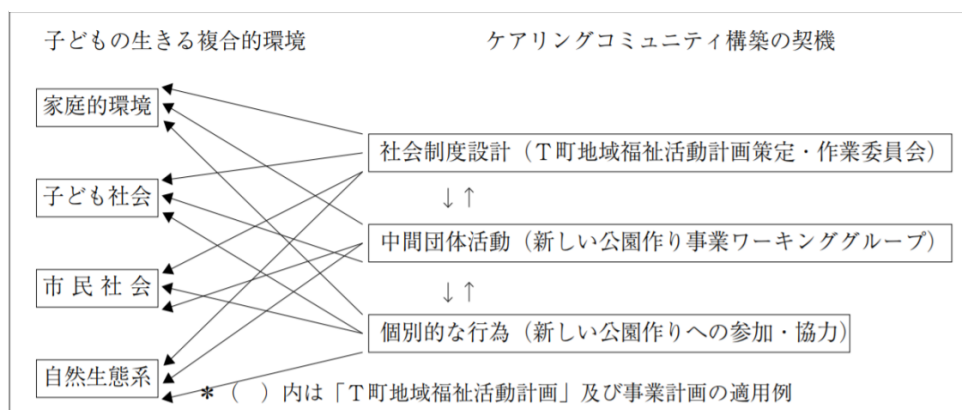 子どもの生きる複合的環境
ケアリングコミュニティ構築の契機
家庭的環境
社会制度設計（T町地域福祉活動計画策定・作業委員会）
子ども社会
↓↑
中間団体活動（新しい公園作り事業ワーキンググループ）
市民社会
↓↑
個別的な行為（新しい公園作りへの参加・協力）
自然生態系
＊（　）内は「T町地域福祉活動計画」及び事業計画の適用例